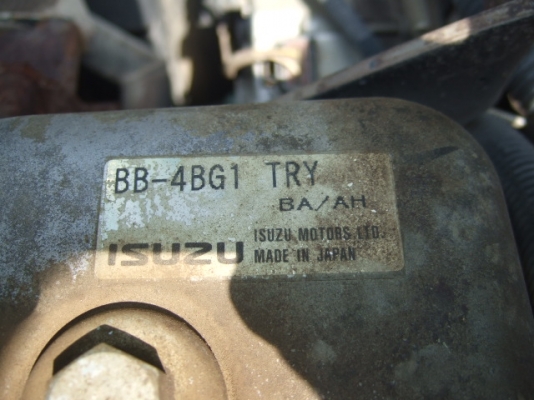 BB-4BG1 TRY
BA/AH
ISUZU
ISUZU MOTORS LTD.
MADE IN JAPAN